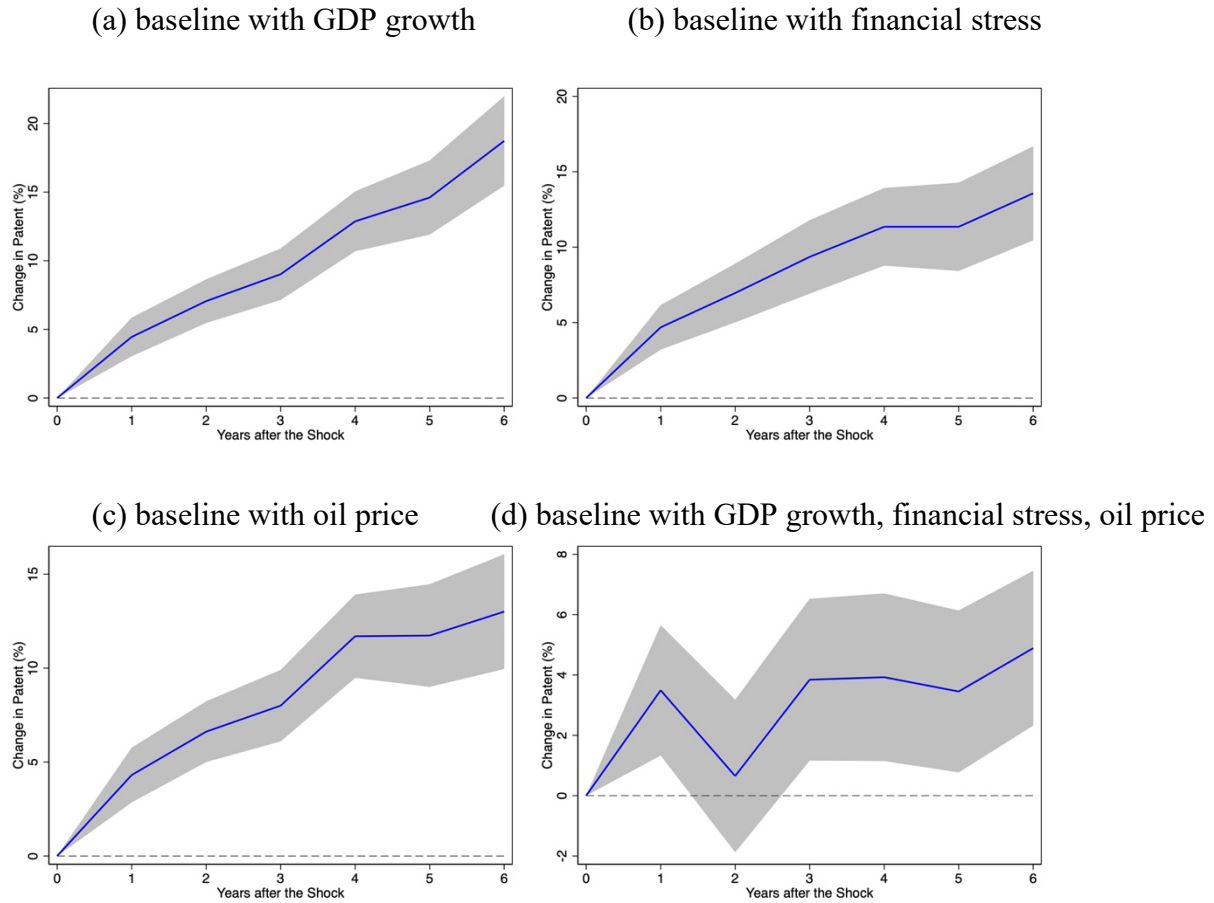 (a) baseline with GDP growth
(b) baseline with financial stress
Change in Patent (%)
20
15
10
5
0
0 1 2 3 4 5 6
Years after the Shock
Change in Patent (%)
20
15
10
5
0
0 1 2 3 4 5 6
Years after the Shock
(c) baseline with oil price
(d) baseline with GDP growth, financial stress, oil price
Change in Patent (%)
15
10
5
0
0 1 2 3 4 5 6
Years after the Shock
Change in Patent (%)
8
6
4
2
0
-2
0 1 2 3 4 5 6
Years after the Shock